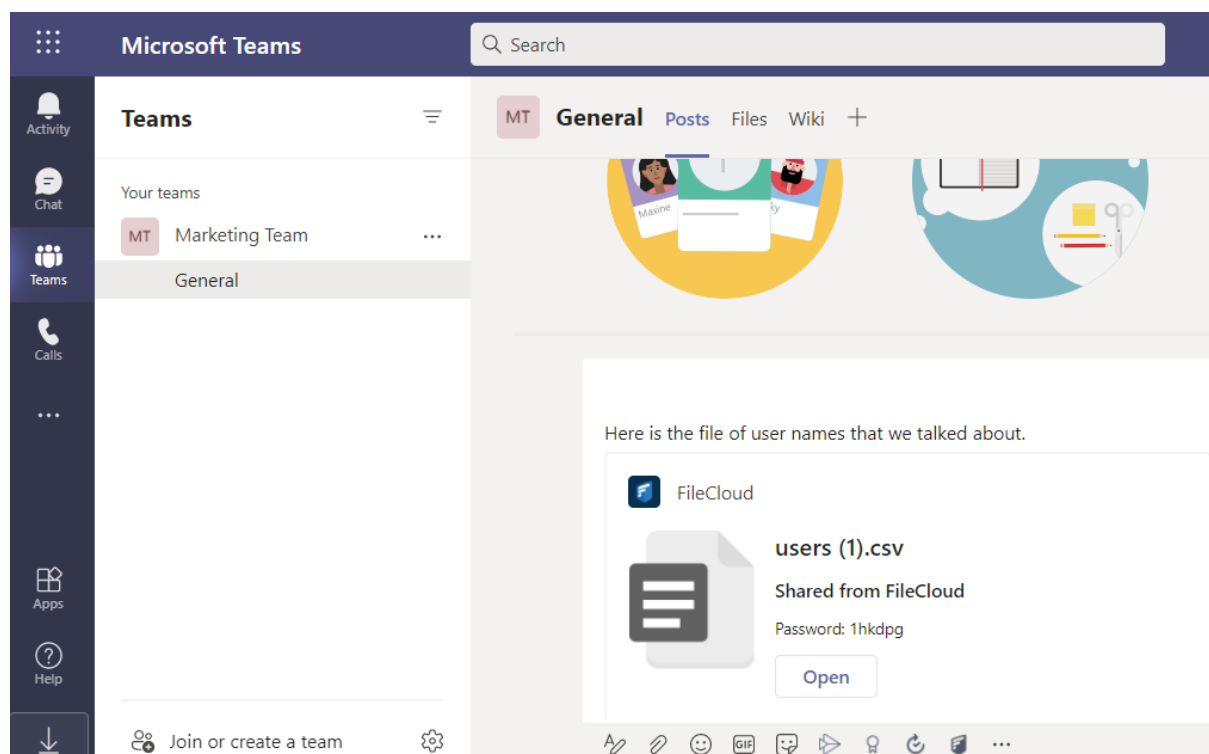 Microsoft Teams
Search
Activity
Chat
Teams
Calls
Apps
Help
Teams
Your teams
MT Marketing Team
General
Join or create a team
MT General Posts Files Wiki
Maxine
ky
Here is the file of user names that we talked about.
FileCloud
users (1).csv
Shared from FileCloud
Password: 1hkdpg
Open
GIF